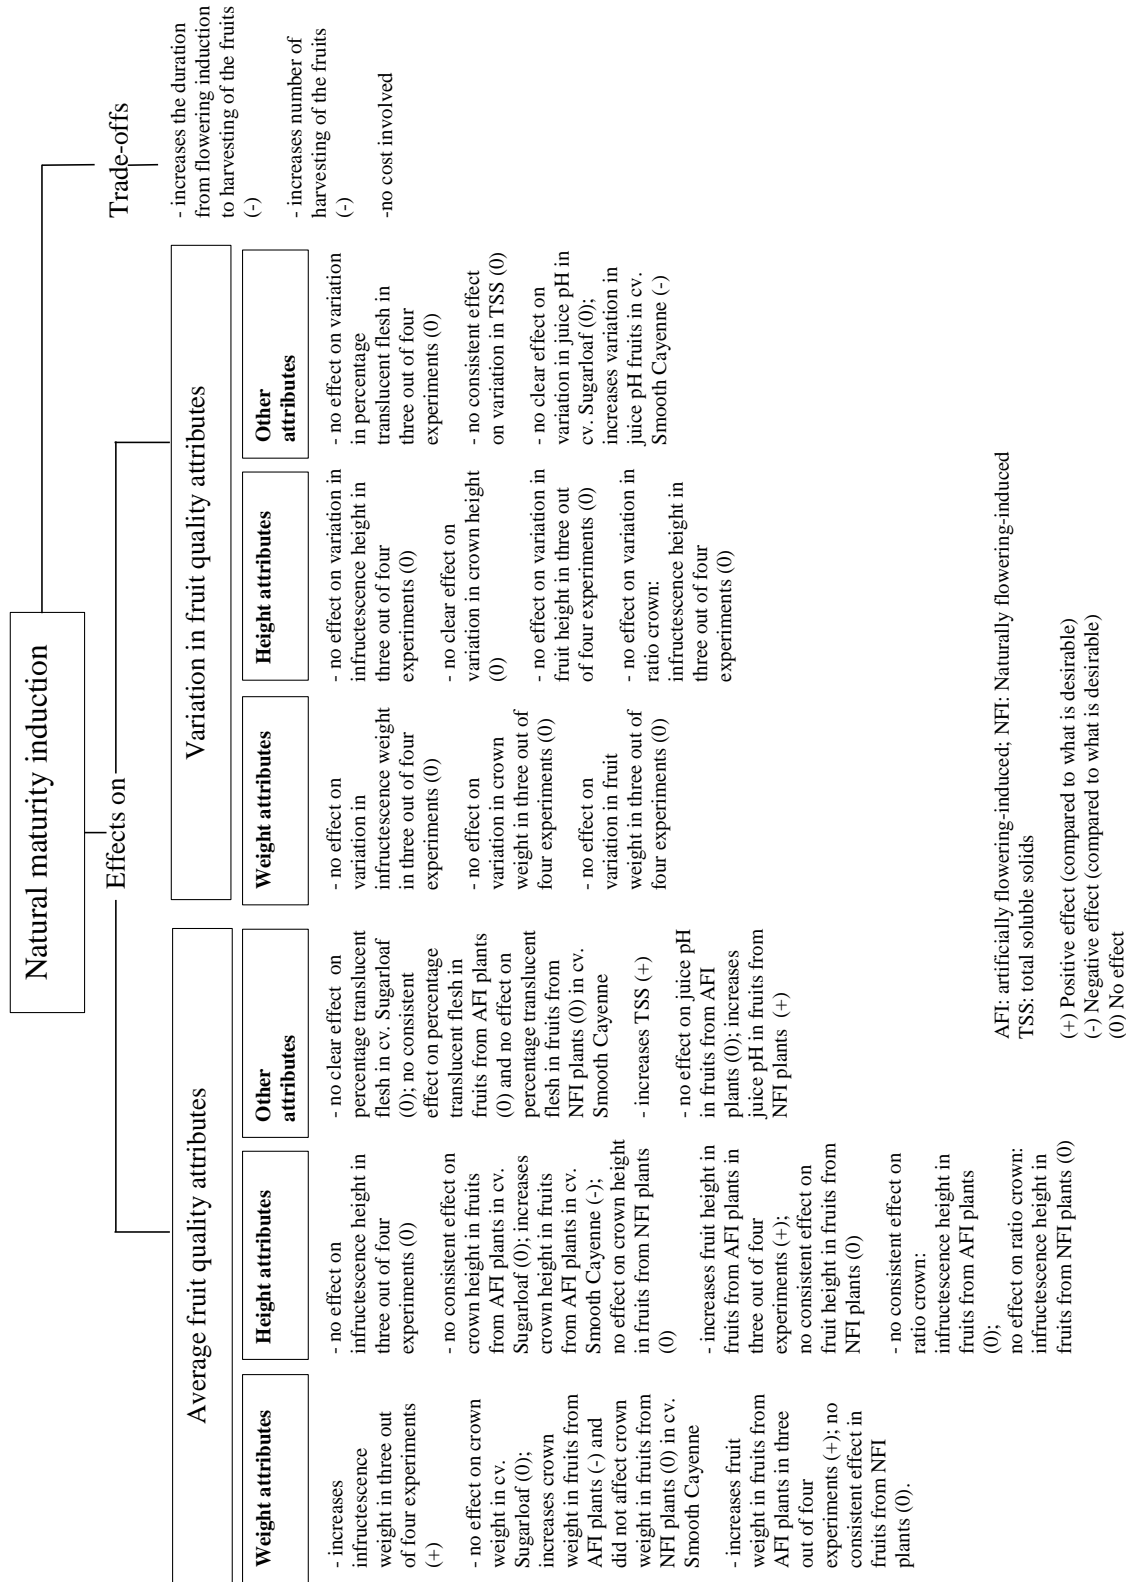 Natural maturity induction
Effects on
Trade-offs
Average fruit quality attributes
Weight attributes
- increases
infructescence
weight in three out
of four experiments
(+)
- no effect on crown
weight in cv.
Sugarloaf (0);
increases crown
weight in fruits from
AFI plants (-) and
did not affect crown
weight in fruits from
NFI plants (0) in cv.
Smooth Cayenne
- increases fruit
weight in fruits from
AFI plants in three
out of four
experiments (+); no
consistent effect in
fruits from NFI
plants (0).
Height attributes
- no effect on
infructescence height in
three out of four
experiments (0)
- no consistent effect on
crown height in fruits
from AFI plants in cv.
Sugarloaf (0); increases
crown height in fruits
from AFI plants in cv.
Smooth Cayenne (-);
no effect on crown height
in fruits from NFI plants
(0)
- increases fruit height in
fruits from AFI plants in
three out of four
experiments (+);
no consistent effect on
fruit height in fruits from
NFI plants (0)
- no consistent effect on
ratio crown:
infructescence height in
fruits from AFI plants
(0);
no effect on ratio crown:
infructescence height in
fruits from NFI plants (0)
Other
attributes
- no clear effect on
percentage translucent
flesh in cv. Sugarloaf
(0); no consistent
effect on percentage
translucent flesh in
fruits from AFI plants
(0) and no effect on
percentage translucent
flesh in fruits from
NFI plants (0) in cv.
Smooth Cayenne
- increases TSS (+)
- no effect on juice pH
in fruits from AFI
plants (0); increases
juice pH in fruits from
NFI plants (+)
Variation in fruit quality attributes
Weight attributes
- no effect on
variation in
infructescence weight
in three out of four
experiments (0)
- no effect on
variation in crown
weight in three out of
four experiments (0)
- no effect on
variation in fruit
weight in three out of
four experiments (0)
Height attributes
- no effect on variation in
infructescence height in
three out of four
experiments (0)
- no clear effect on
variation in crown height
(0)
- no effect on variation in
fruit height in three out
of four experiments (0)
- no effect on variation in
ratio crown:
infructescence height in
three out of four
experiments (0)
Other
attributes
- no effect on variation
in percentage
translucent flesh in
three out of four
experiments (0)
- no consistent effect
on variation in TSS (0)
- no clear effect on
variation in juice pH in
cv. Sugarloaf (0);
increases variation in
juice pH fruits in cv.
Smooth Cayenne (-)
- increases the duration
from flowering induction
to harvesting of the fruits
(-)
- increases number of
harvesting of the fruits
(-)
-no cost involved
AFI: artificially flowering-induced; NFI: Naturally flowering-induced
TSS: total soluble solids
(+) Positive effect (compared to what is desirable)
(-) Negative effect (compared to what is desirable)
(0) No effect